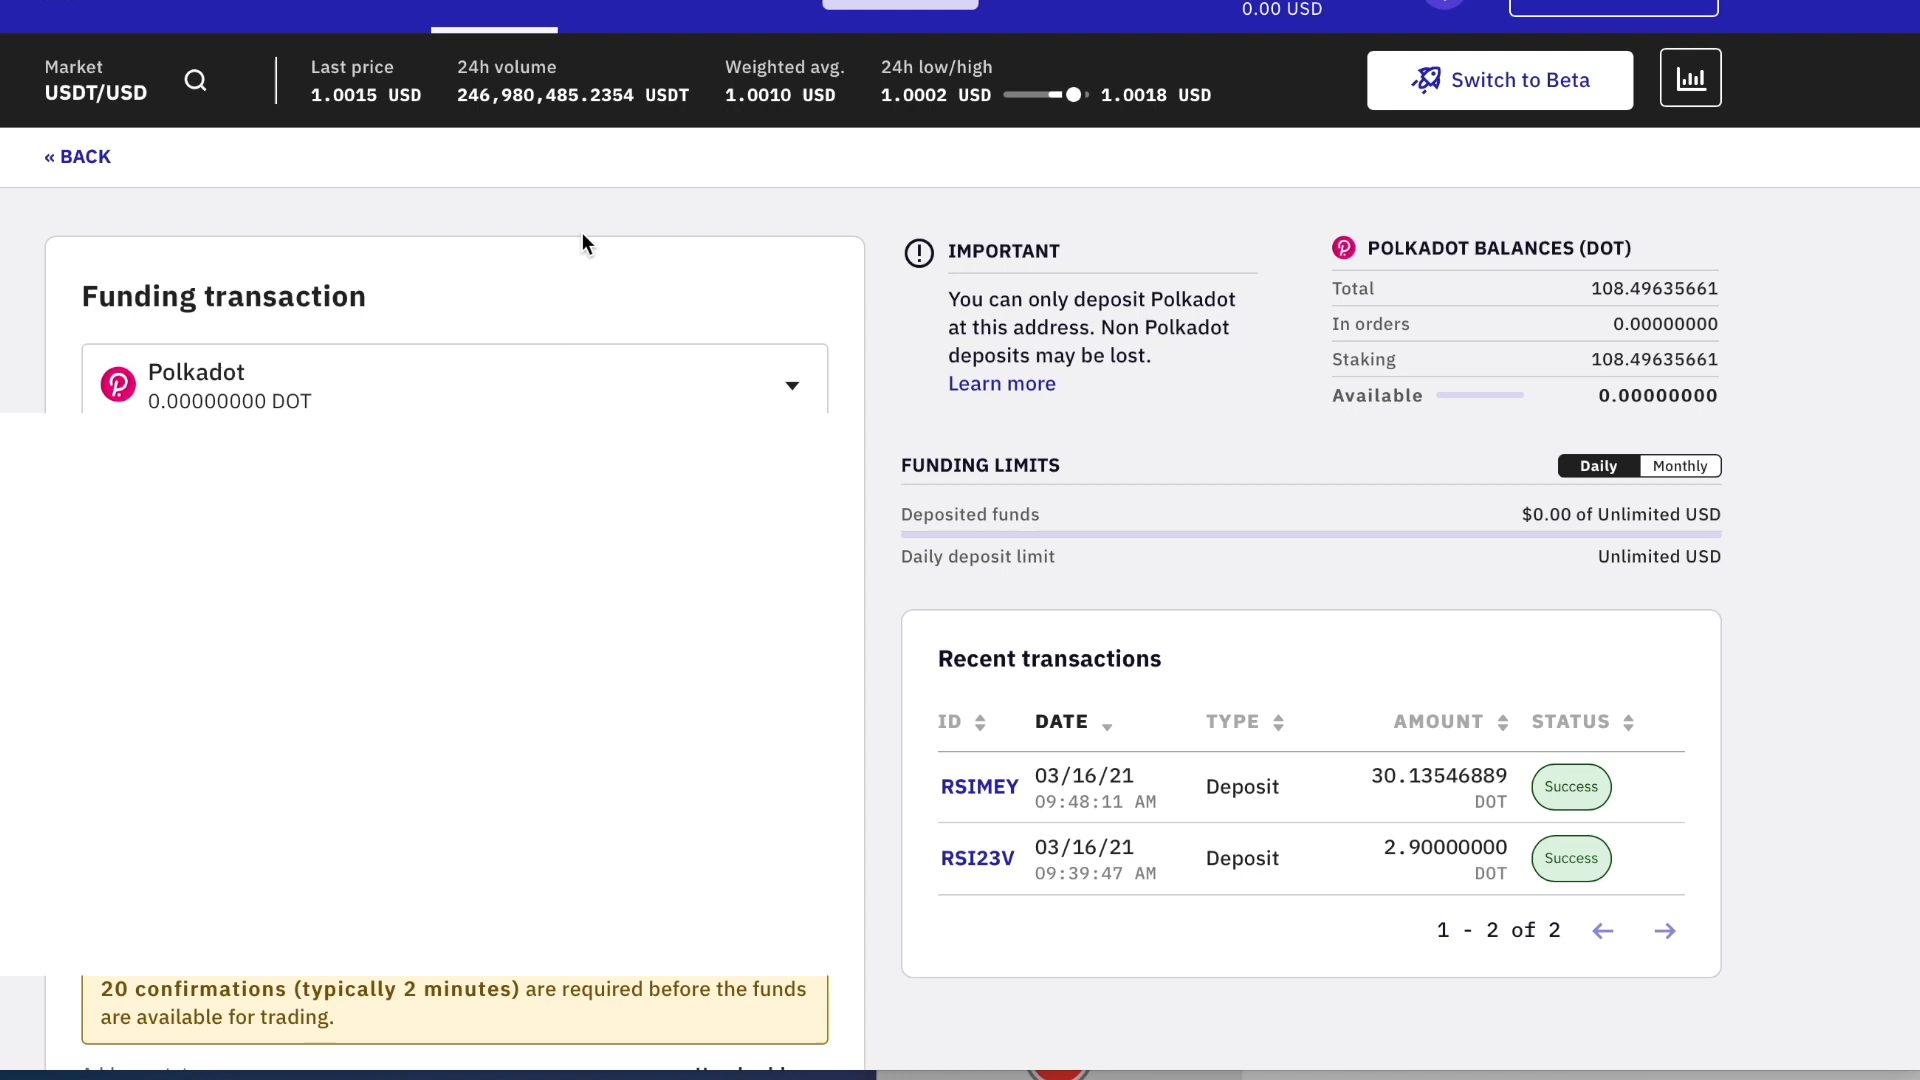 0.00 USD
Market
USDT/USD
Last price
1.0015 USD
24h volume
246,980,485.2354 USDT
Weighted avg.
1.0010 USD
24h low/high
1.0002 USD
1.0018 USD
Switch to Beta
« BACK
Funding transaction
Polkadot
0.00000000 DOT
20 confirmations (typically 2 minutes) are required before the funds
are available for trading.
IMPORTANT
You can only deposit Polkadot
at this address. Non Polkadot
deposits may be lost.
Learn more
POLKADOT BALANCES (DOT)
Total 108.49635661
In orders 0.00000000
Staking 108.49635661
Available 0.00000000
FUNDING LIMITS
Daily Monthly
Deposited funds $0.00 of Unlimited USD
Daily deposit limit Unlimited USD
Recent transactions
ID DATE TYPE AMOUNT STATUS
RSIMEY 03/16/21 Deposit 30.13546889 Success
09:48:11 AM DOT
RSI23V 03/16/21 Deposit 2.90000000 Success
09:39:47 AM DOT
1 - 2 of 2